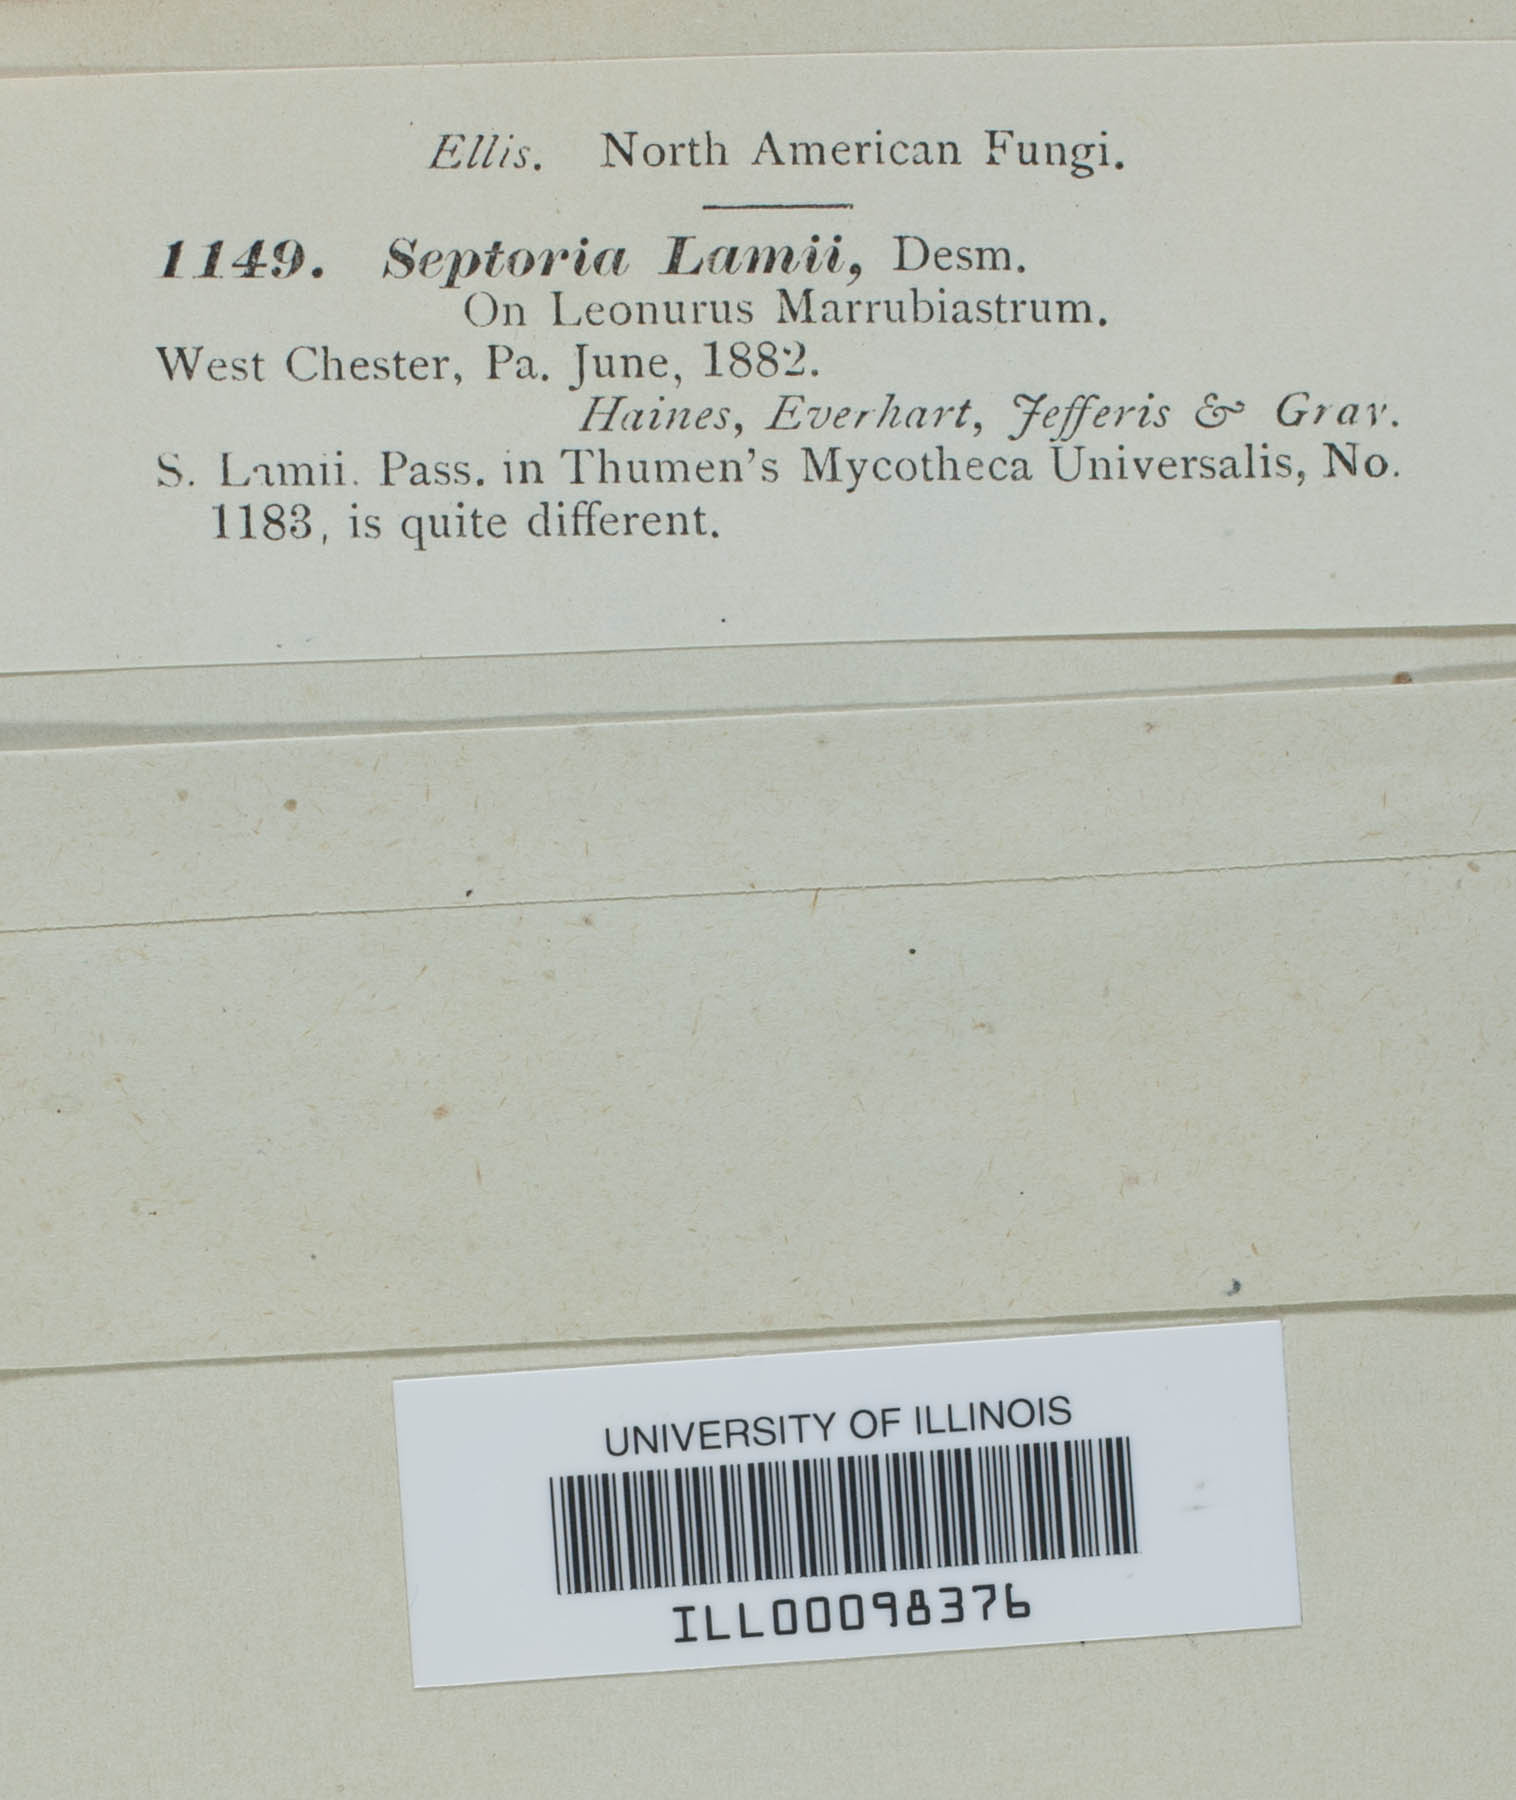 Ellis. North American Fungi.
1149. Septoria Lamii, Desm.
On Leonurus Marrubiastrum.
West Chester, Pa. June, 1882.
Haines, Everhart, Jefferis & Gray.
S. Lamii. Pass. in Thumen's Mycotheca Universalis, No.
1183, is quite different.
UNIVERSITY OF ILLINOIS
ILL00098376